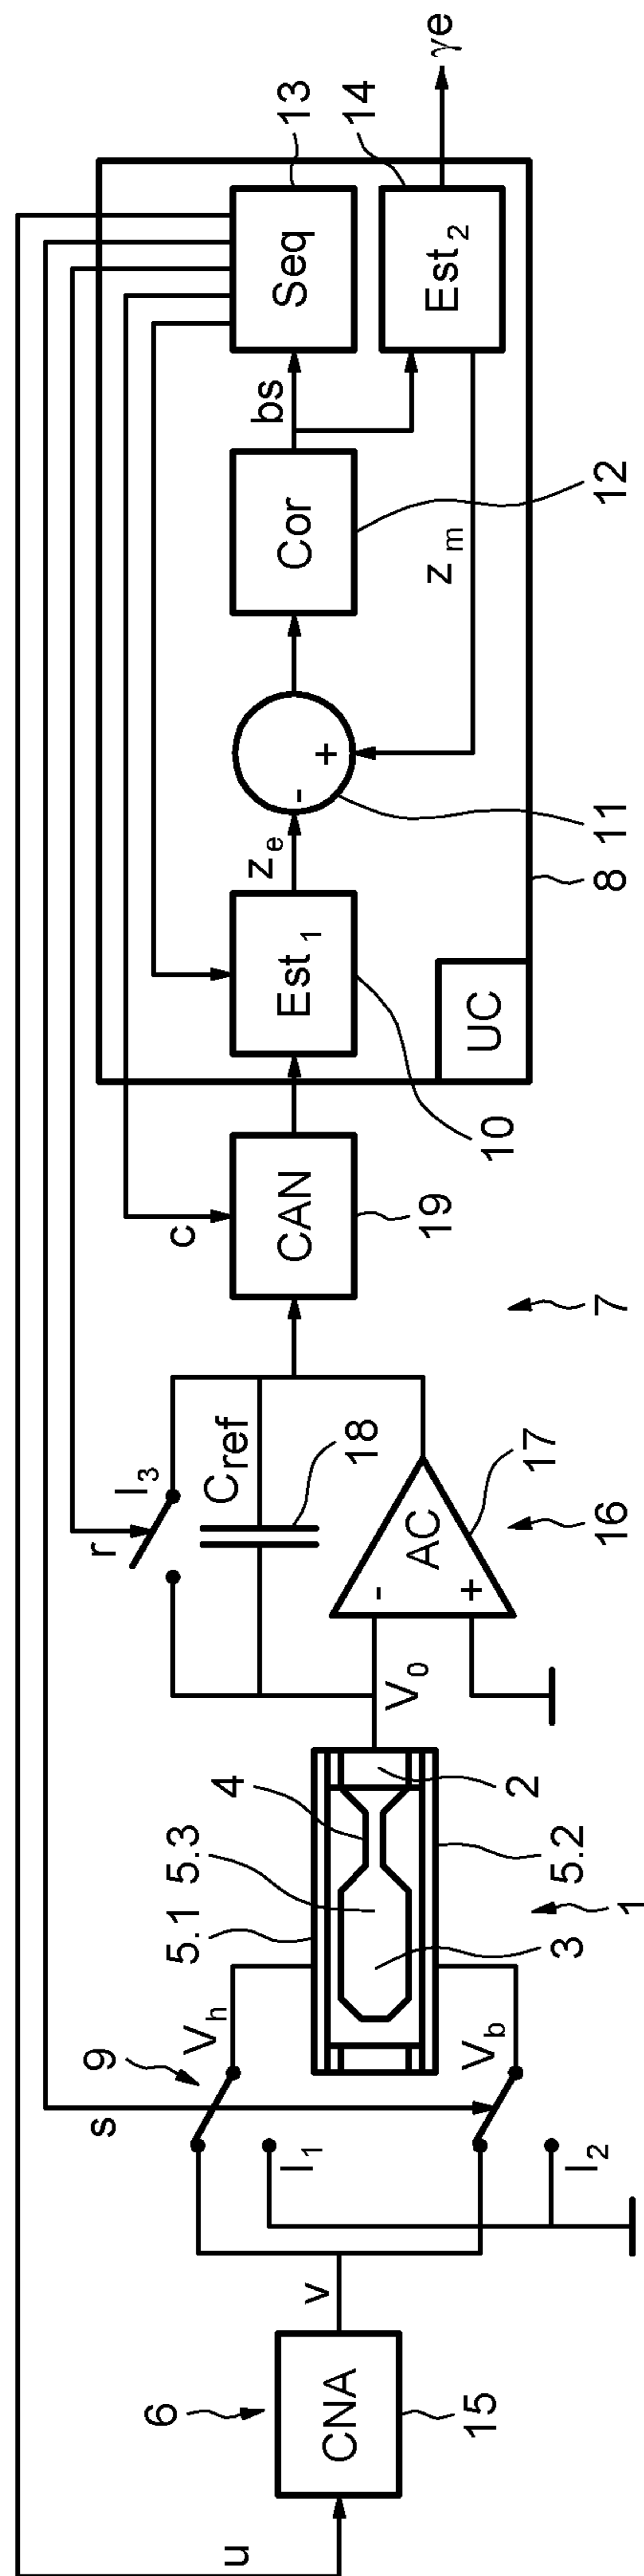 u
6
CNA
15
v
s
9
I₁
I₂
Vₕ
V_b
5.1
5.3
4
3
1
5.2
2
V₀
r
I₃
C_ref
18
AC
-
+
17
16
7
c
CAN
19
Est₁
10
UC
8
zₑ
-
+
11
Cor
12
bs
zₘ
Seq
13
Est₂
14
γe